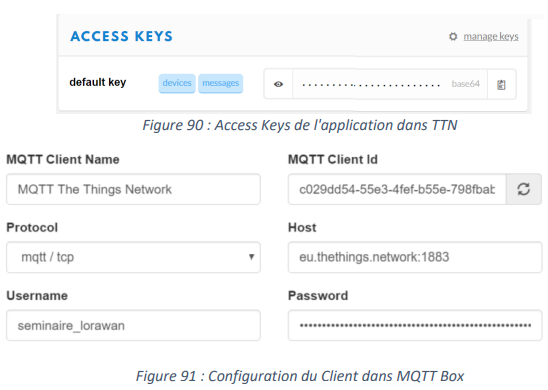 ACCESS KEYS
manage keys
default key
devices messages
base64
Figure 90 : Access Keys de l'application dans TTN
MQTT Client Name
MQTT Client Id
MQTT The Things Network
c029dd54-55e3-4fef-b55e-798fbab
Protocol
Host
mqtt / tcp
eu.thethings.network:1883
Username
Password
seminaire_lorawan
Figure 91 : Configuration du Client dans MQTT Box